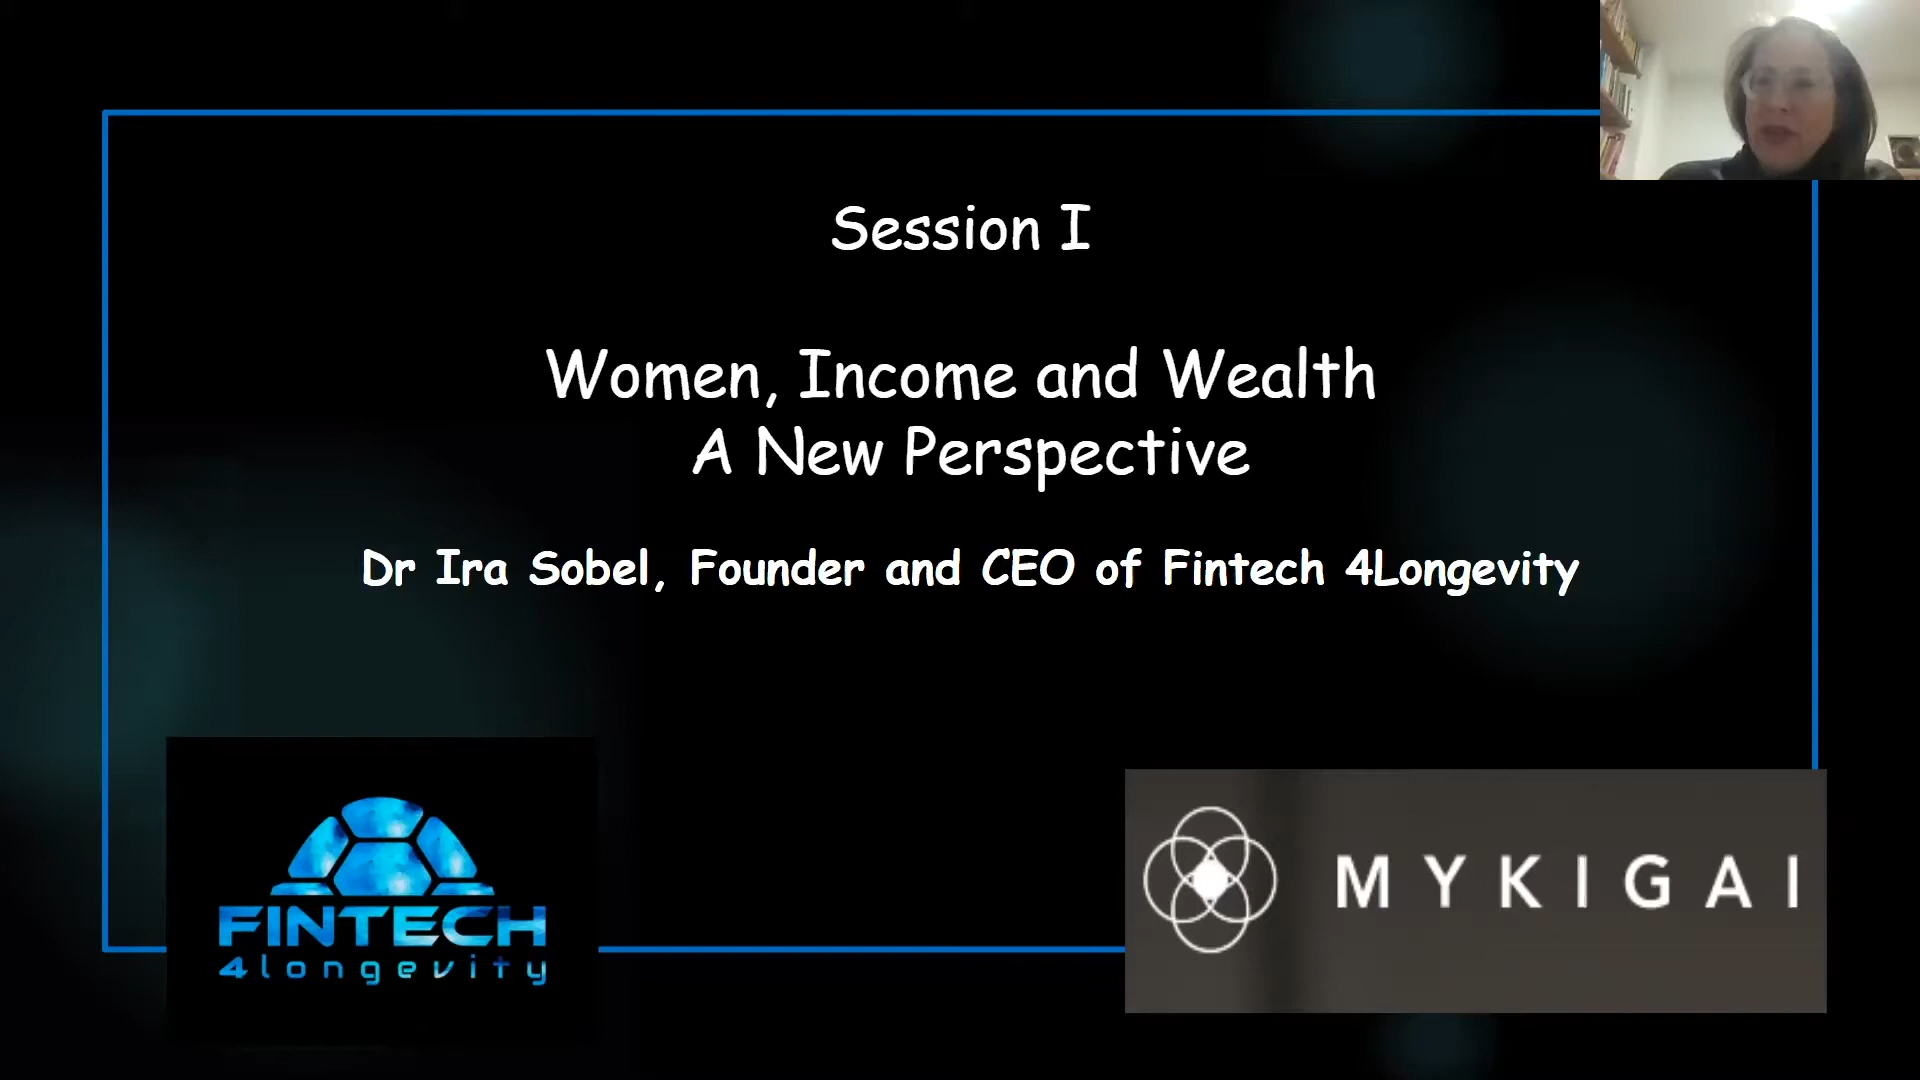 Session I
Women, Income and Wealth
A New Perspective
Dr Ira Sobel, Founder and CEO of Fintech 4Longevity
FINTECH
4longevity
MYKIGAI